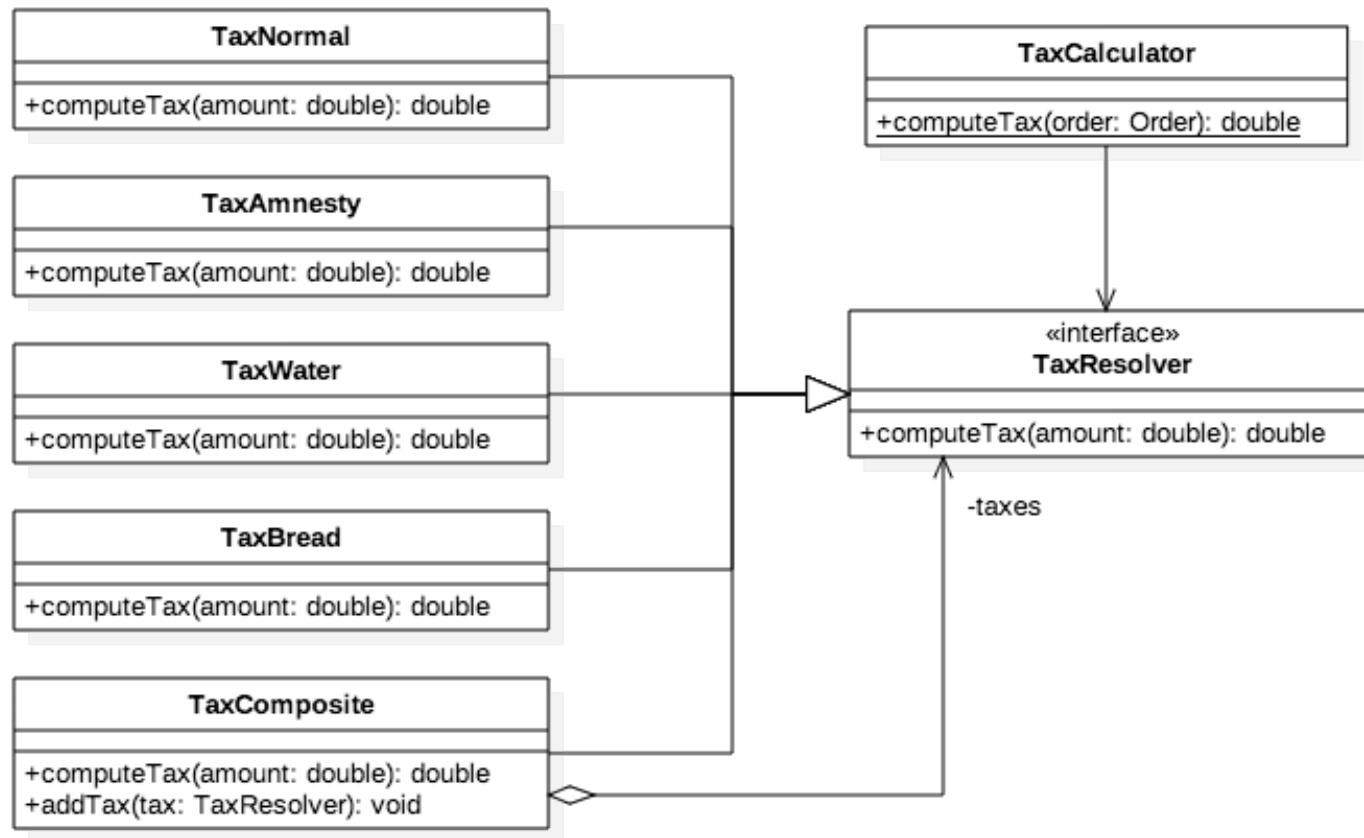 TaxNormal
+computeTax(amount: double): double
TaxAmnesty
+computeTax(amount: double): double
TaxWater
+computeTax(amount: double): double
TaxBread
+computeTax(amount: double): double
TaxComposite
+computeTax(amount: double): double
+addTax(tax: TaxResolver): void
TaxCalculator
+computeTax(order: Order): double
«interface»
TaxResolver
+computeTax(amount: double): double
-taxes